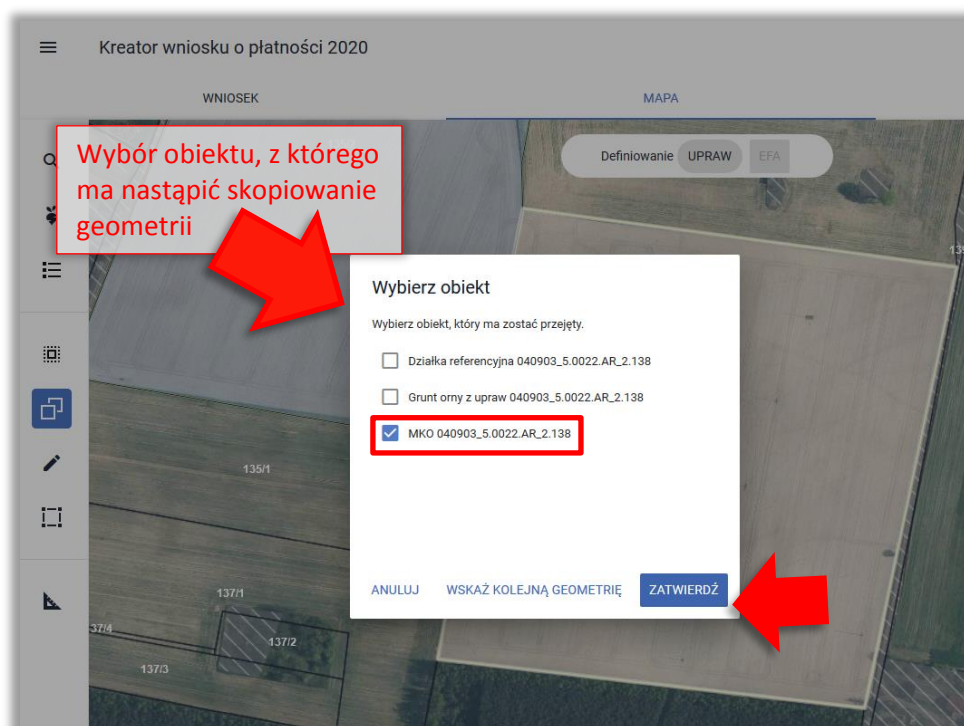 Kreator wniosku o płatności 2020
WNIOSEK
MAPA
Wybór obiektu, z którego
ma nastąpić skopiowanie
geometrii
Definiowanie UPRAW EFA
Wybierz obiekt
Wybierz obiekt, który ma zostać przejęty.
Działka referencyjna 040903_5.0022.AR_2.138
Grunt orny z upraw 040903_5.0022.AR_2.138
MKO 040903_5.0022.AR_2.138
135/1
ANULUJ
WSKAŻ KOLEJNĄ GEOMETRIĘ
ZATWIERDŹ
137/1
37/4
137/2
137/3